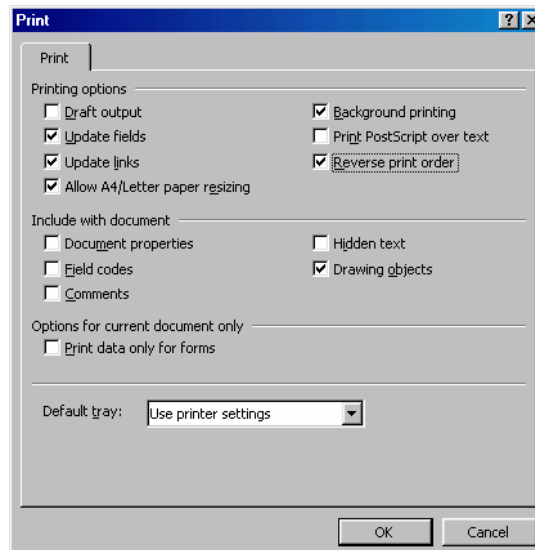 Print
Print
Printing options
Draft output
Background printing
Update fields
Print PostScript over text
Update links
Reverse print order
Allow A4/Letter paper resizing
Include with document
Document properties
Hidden text
Field codes
Drawing objects
Comments
Options for current document only
Print data only for forms
Default tray: Use printer settings
OK Cancel